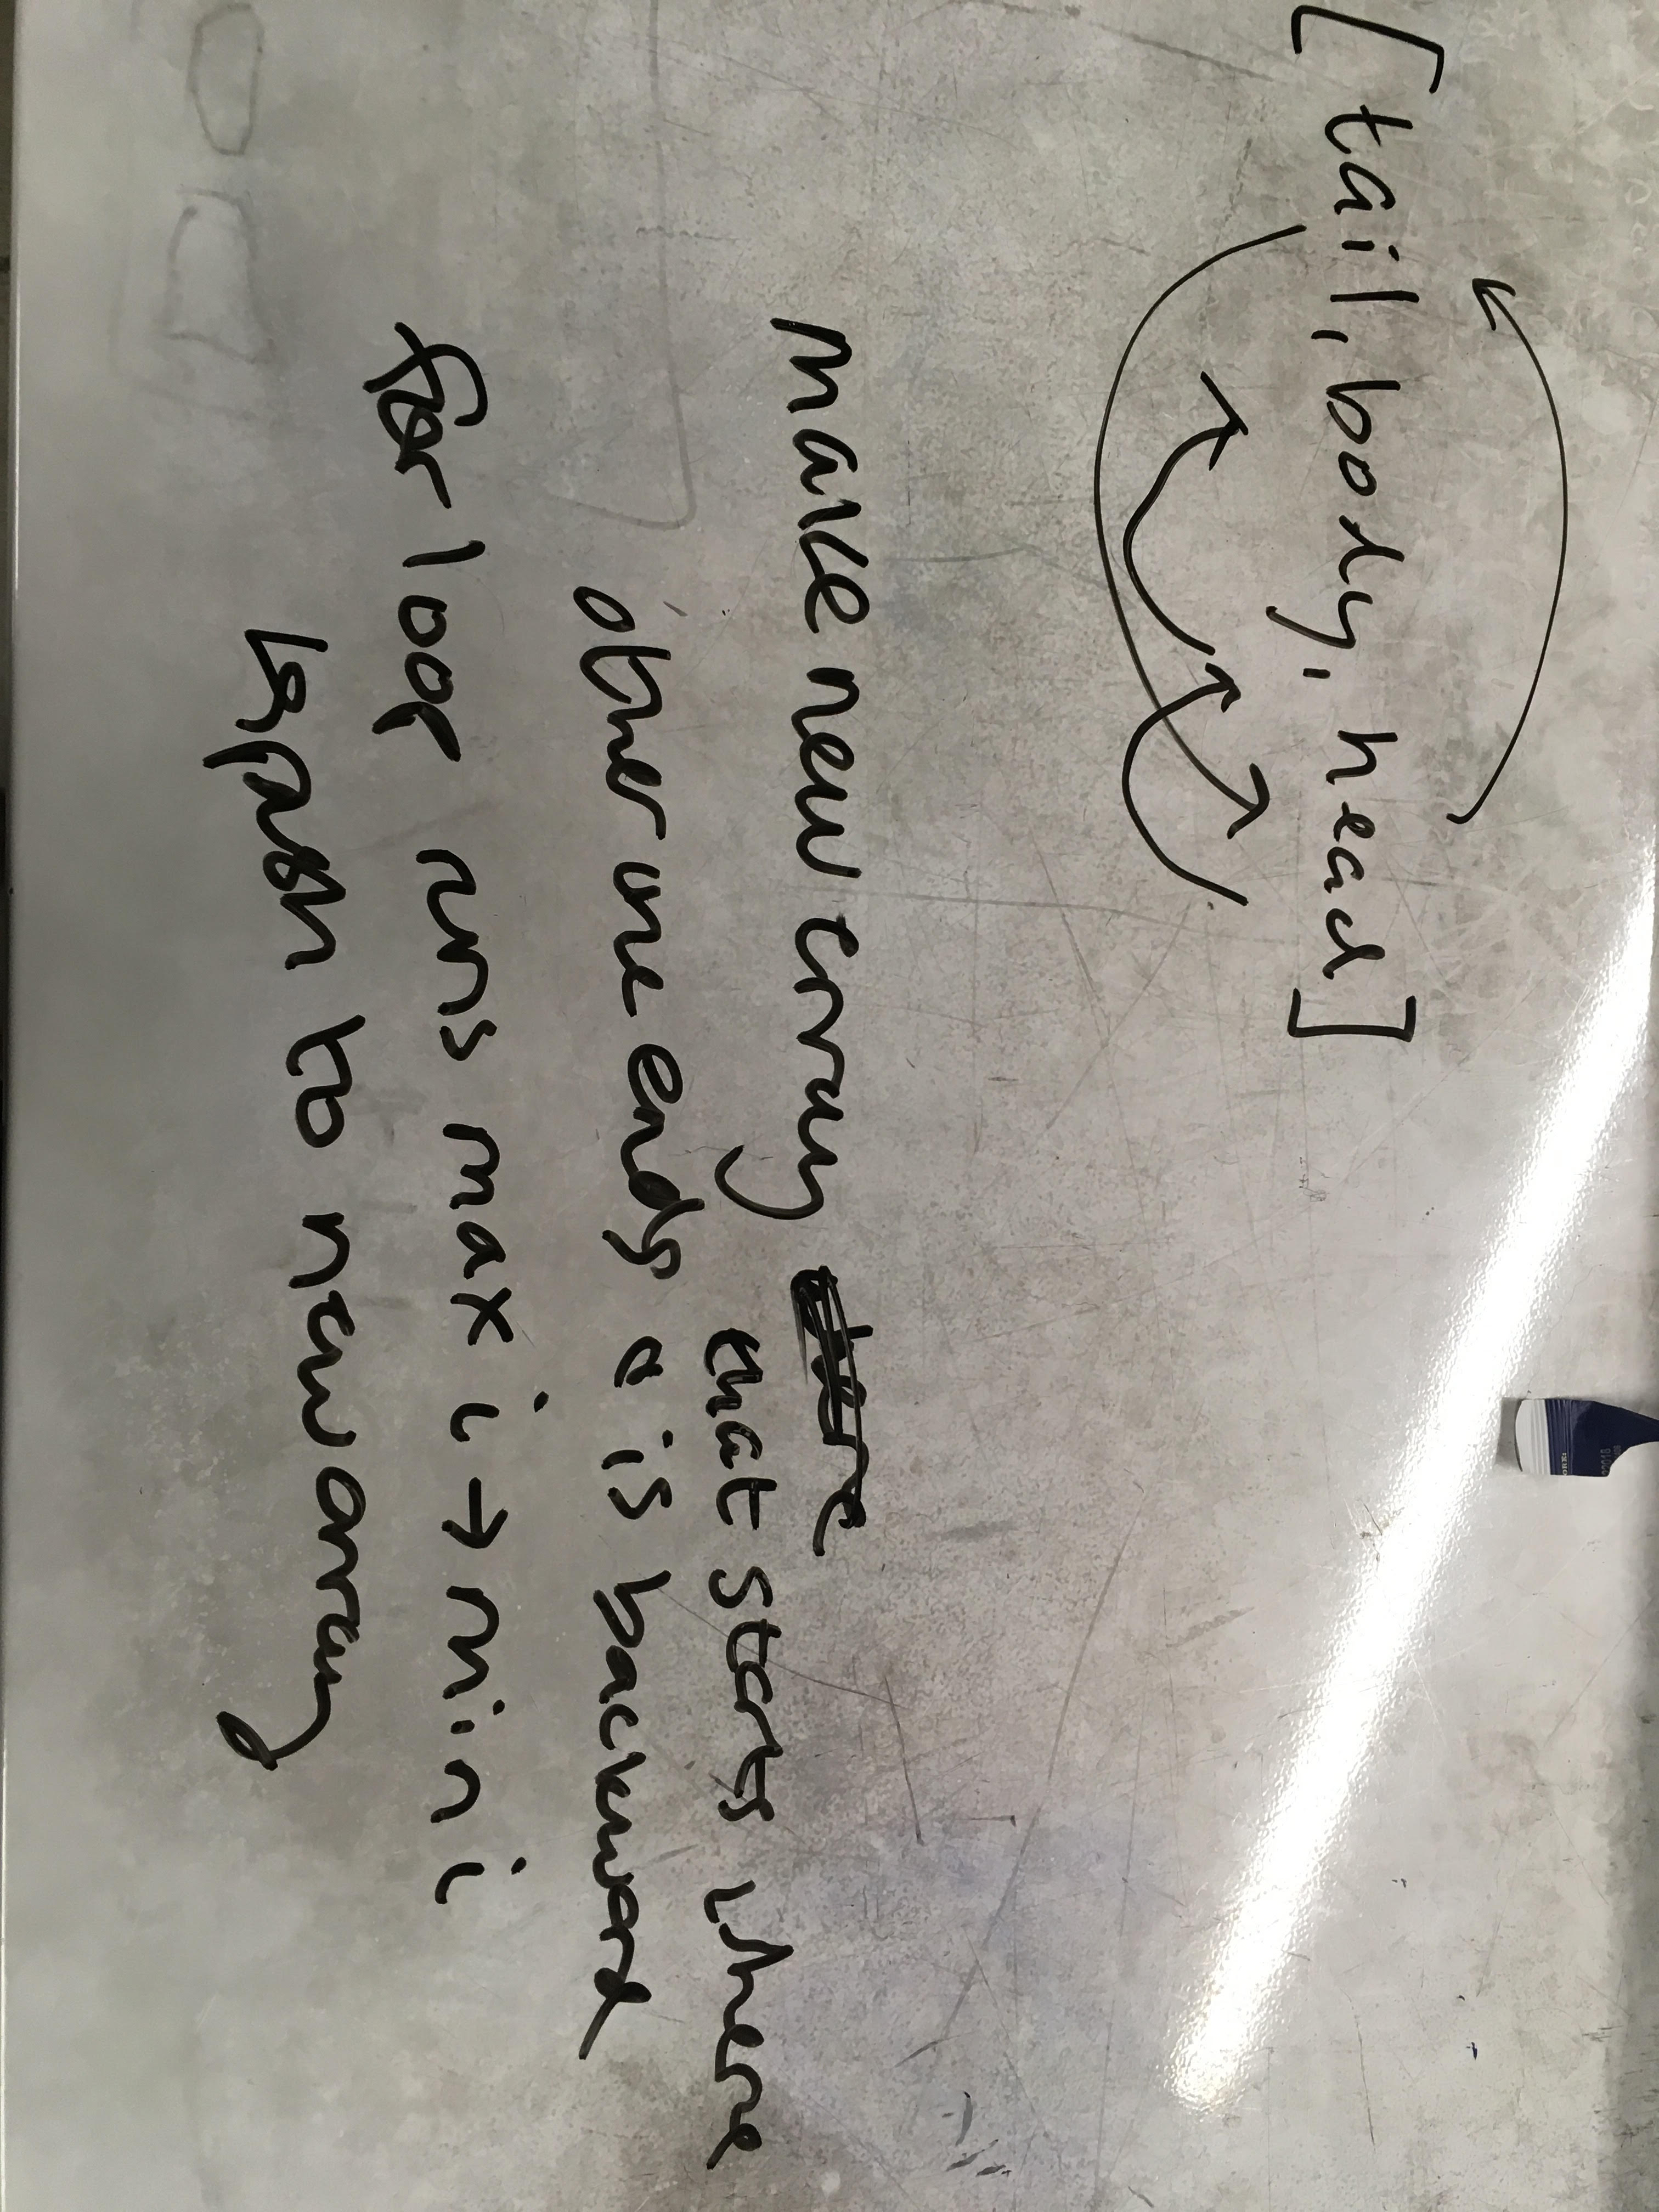 [tail, body, head]
make new array
that starts where
other one ends & is backward
for loop runs max i → min i
↳ push to new array